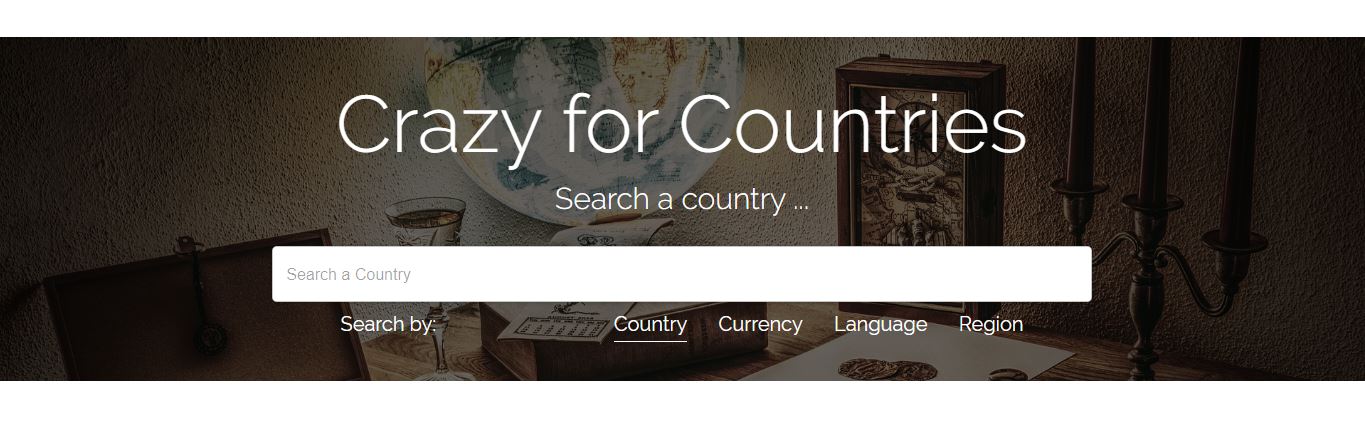 Crazy for Countries
Search a country ...
Search a Country
Search by: Country Currency Language Region